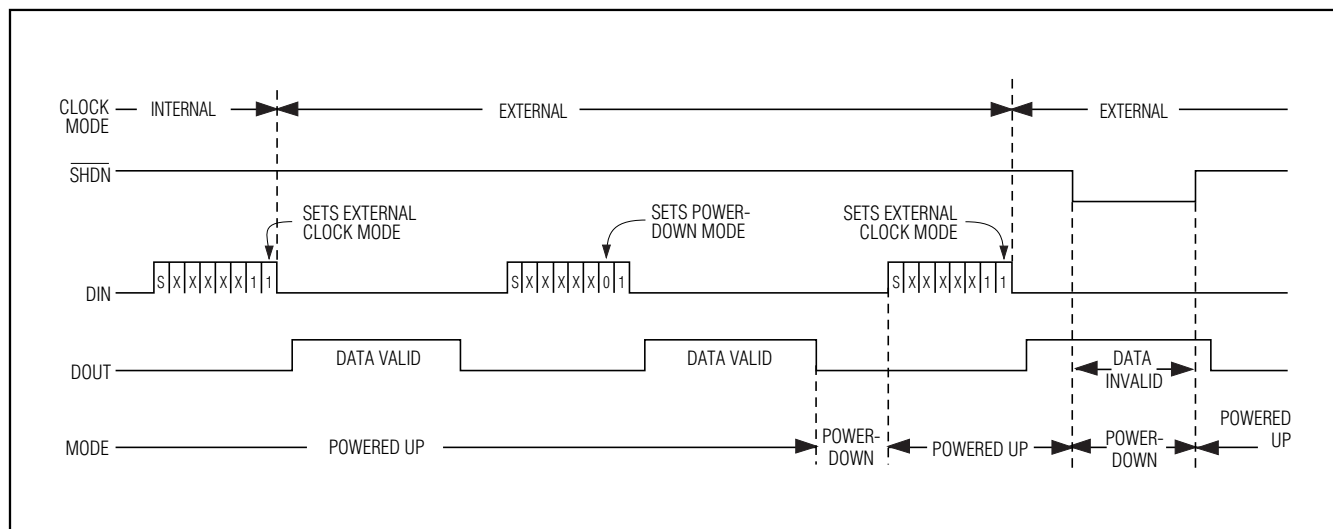 CLOCK
MODE
INTERNAL
EXTERNAL
EXTERNAL
SHDN
SETS EXTERNAL
CLOCK MODE
SETS POWER-
DOWN MODE
SETS EXTERNAL
CLOCK MODE
DIN
S X X X X X 1 1
S X X X X X 0 1
S X X X X X 1 1
DOUT
DATA VALID
DATA VALID
DATA
INVALID
MODE
POWERED UP
POWER-
DOWN
POWERED UP
POWER-
DOWN
POWERED
UP